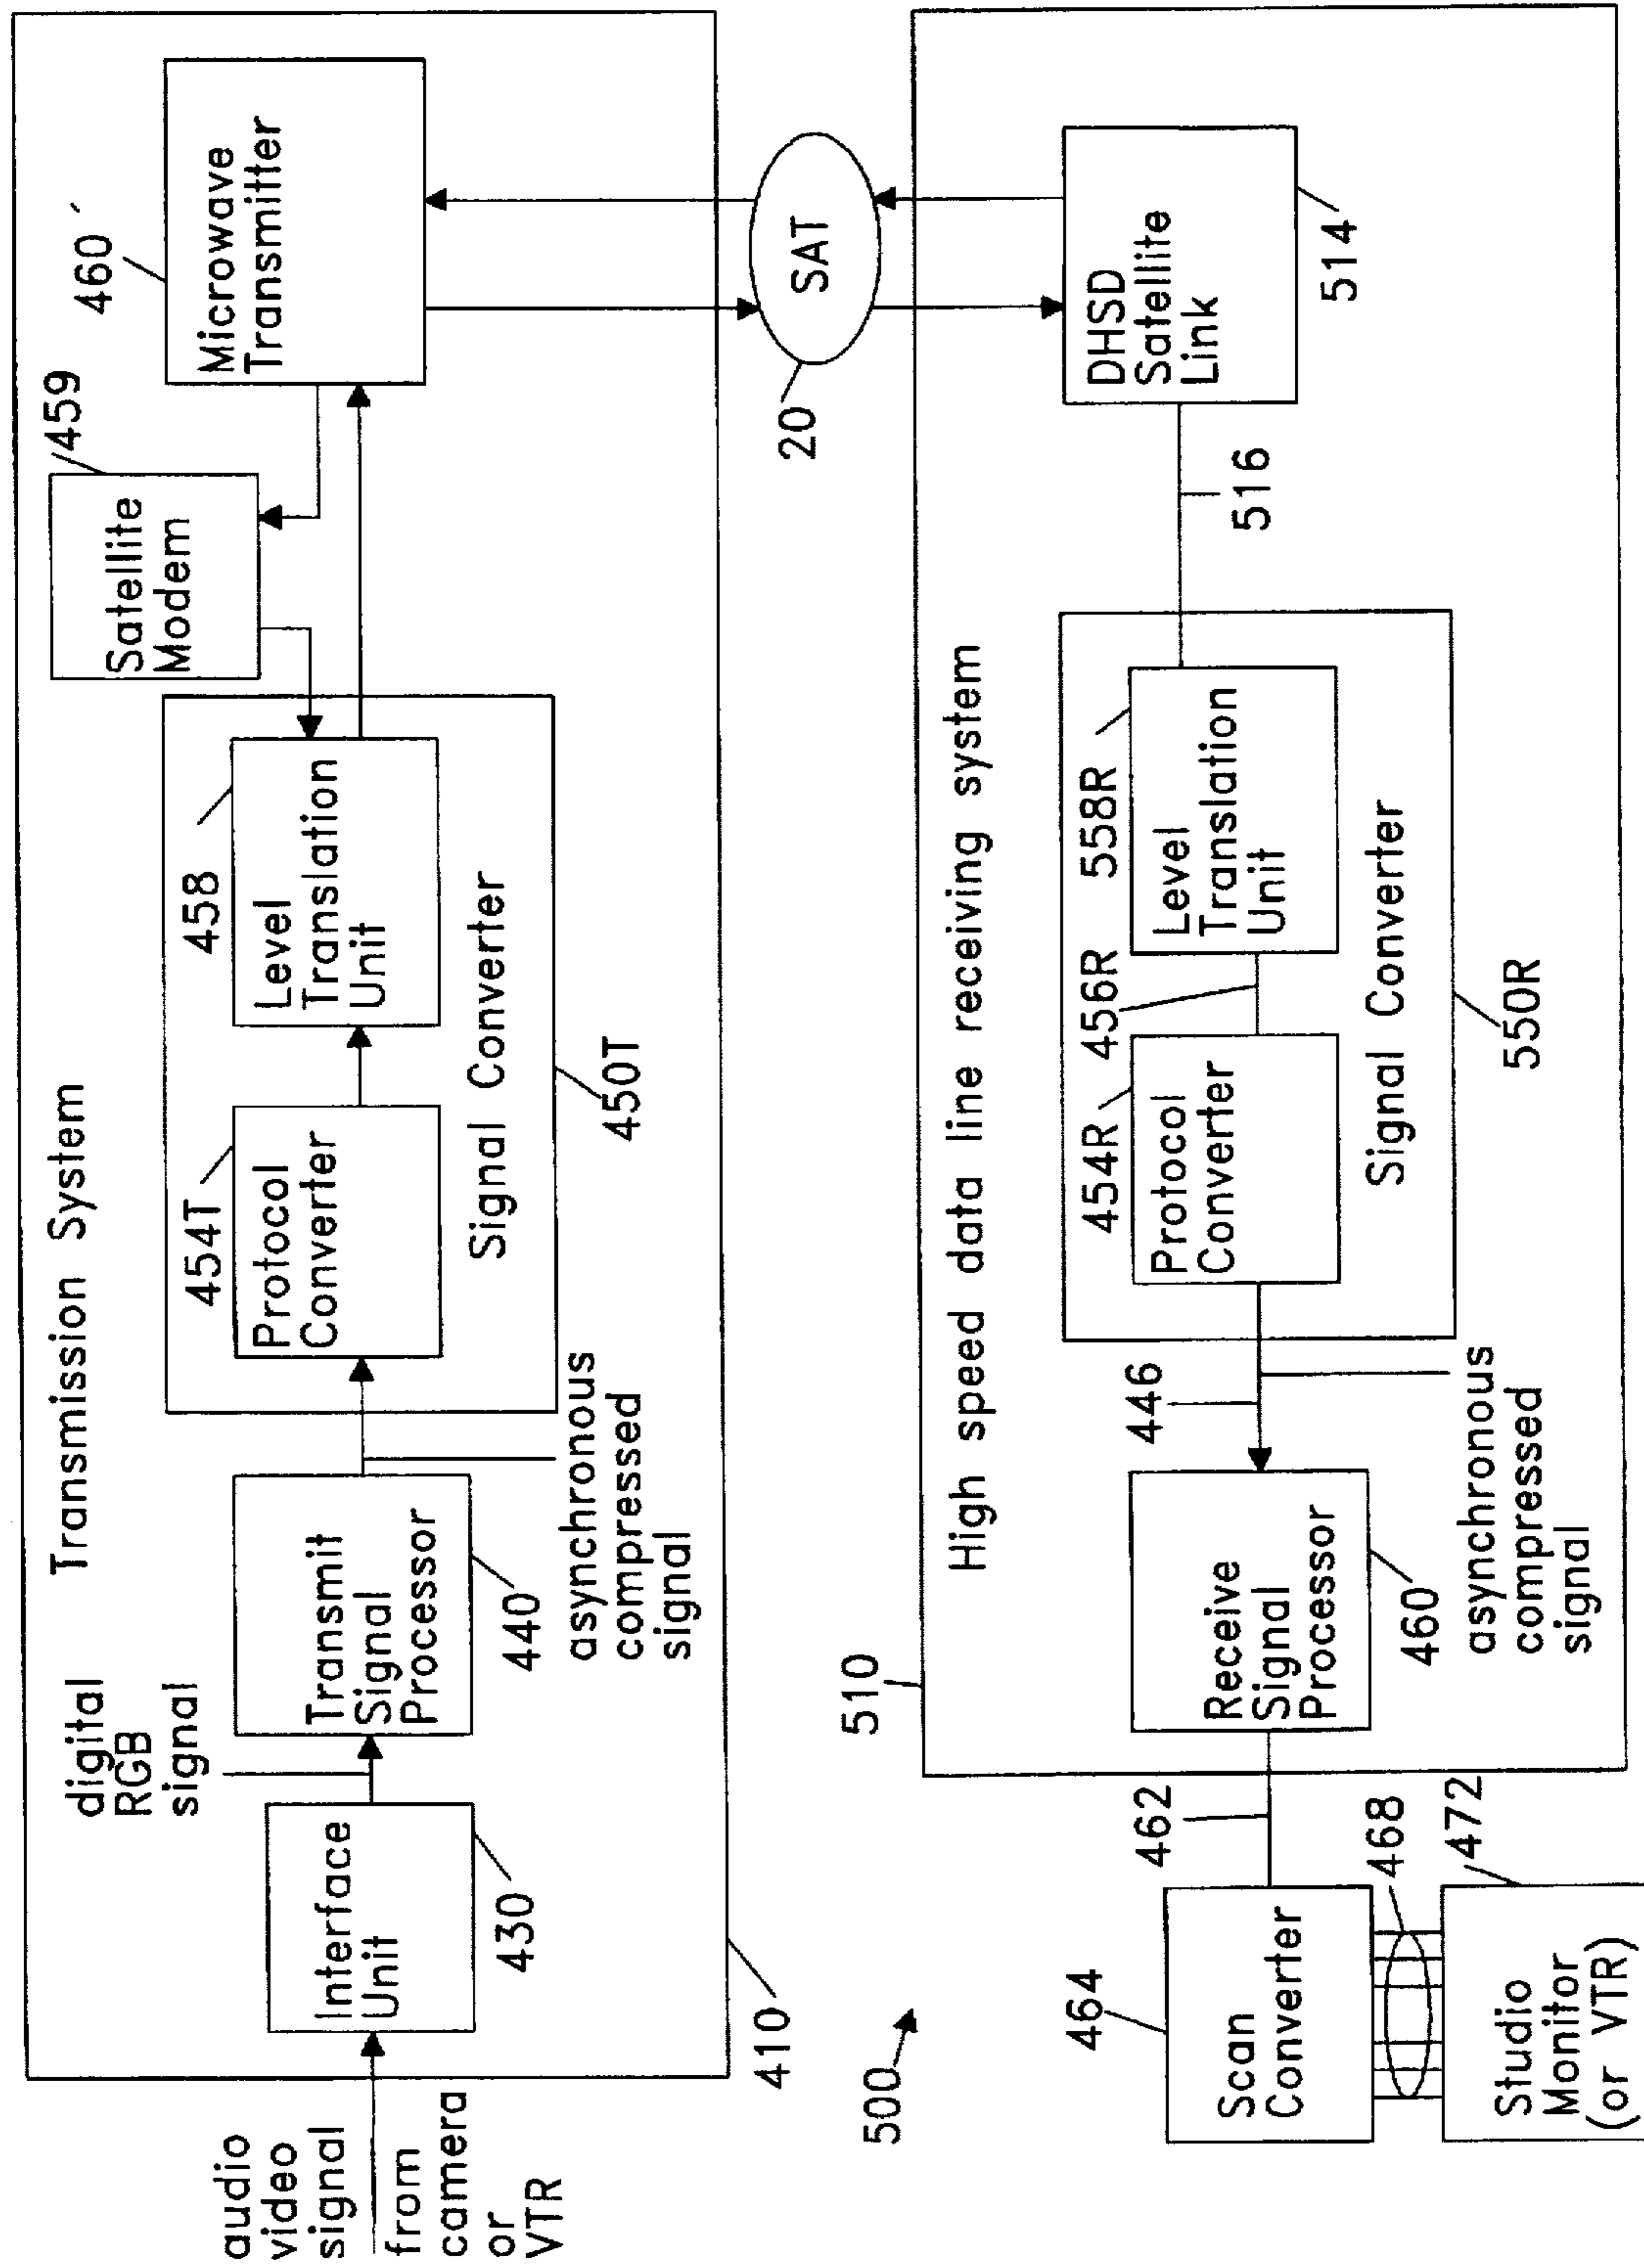 Transmission System
audio
video
signal
from
camera
or
VTR
Interface
Unit
430
digital
RGB
signal
Transmit
Signal
Processor
440
asynchronous
compressed
signal
454T
Protocol
Converter
458
Level
Translation
Unit
Signal Converter
450T
Satellite
Modem
459
460'
Microwave
Transmitter
410
20
SAT
500
High speed data line receiving system
510
DHSD
Satellite
Link
514
516
558R
Level
Translation
Unit
456R
454R
Protocol
Converter
Signal Converter
550R
446
asynchronous
compressed
signal
Receive
Signal
Processor
460
462
464
Scan
Converter
468
472
Studio
Monitor
(or VTR)